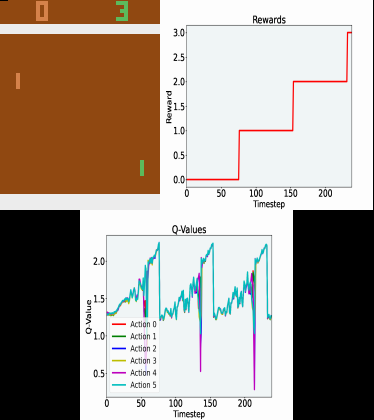 0 3
Rewards
3.0
2.5
2.0
1.5
1.0
0.5
0.0
Reward
0 50 100 150 200
Timestep
Q-Values
2.0
1.5
1.0
0.5
Q-Value
Action 0
Action 1
Action 2
Action 3
Action 4
Action 5
0 50 100 150 200
Timestep